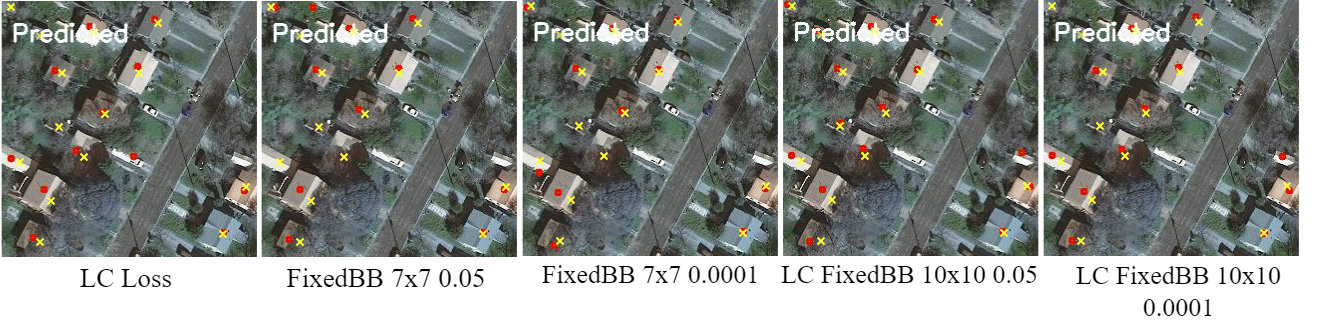 Predicted Predicted Predicted Predicted Predicted
LC Loss FixedBB 7x7 0.05 FixedBB 7x7 0.0001 LC FixedBB 10x10 0.05 LC FixedBB 10x10
0.0001